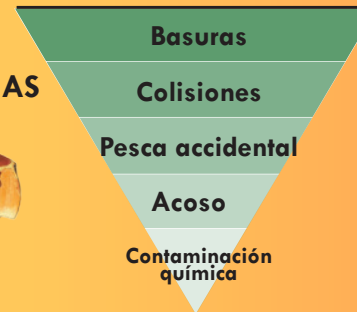 Basuras
AS
Colisiones
Pesca accidental
Acoso
Contaminación
química